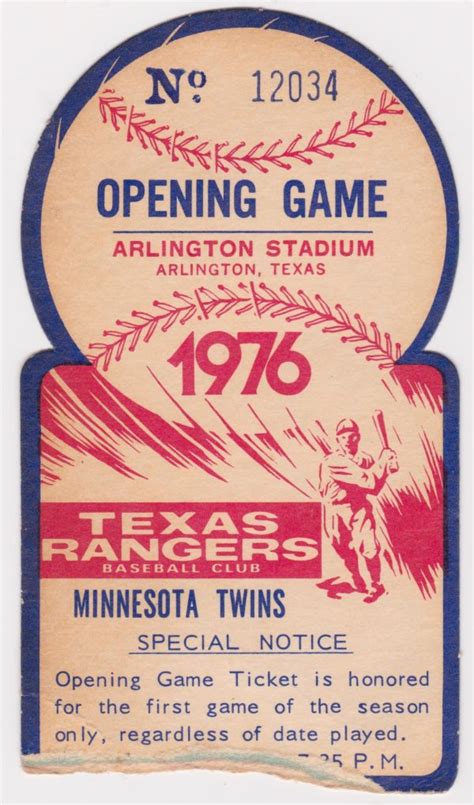 Nº 12034
OPENING GAME
ARLINGTON STADIUM
ARLINGTON, TEXAS
1976
TEXAS
RANGERS
BASEBALL CLUB
MINNESOTA TWINS
SPECIAL NOTICE
Opening Game Ticket is honored
for the first game of the season
only, regardless of date played.
P.M.